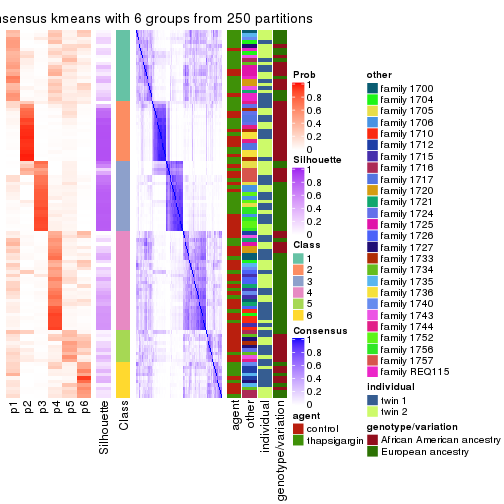 nsensus kmeans with 6 groups from 250 partitions
p1
p2
p3
p4
p5
p6
Silhouette
Class
agent
other
individual
genotype/variation
Prob
1
0.8
0.6
0.4
0.2
0
Silhouette
1
0.8
0.6
0.4
0.2
0
Class
1
2
3
4
5
6
Consensus
1
0.8
0.6
0.4
0.2
0
agent
control
thapsigargin
other
family 1700
family 1704
family 1705
family 1706
family 1710
family 1712
family 1715
family 1716
family 1717
family 1720
family 1721
family 1724
family 1725
family 1726
family 1727
family 1733
family 1734
family 1735
family 1736
family 1740
family 1743
family 1744
family 1752
family 1756
family 1757
family REQ115
individual
twin 1
twin 2
genotype/variation
African American ancestry
European ancestry